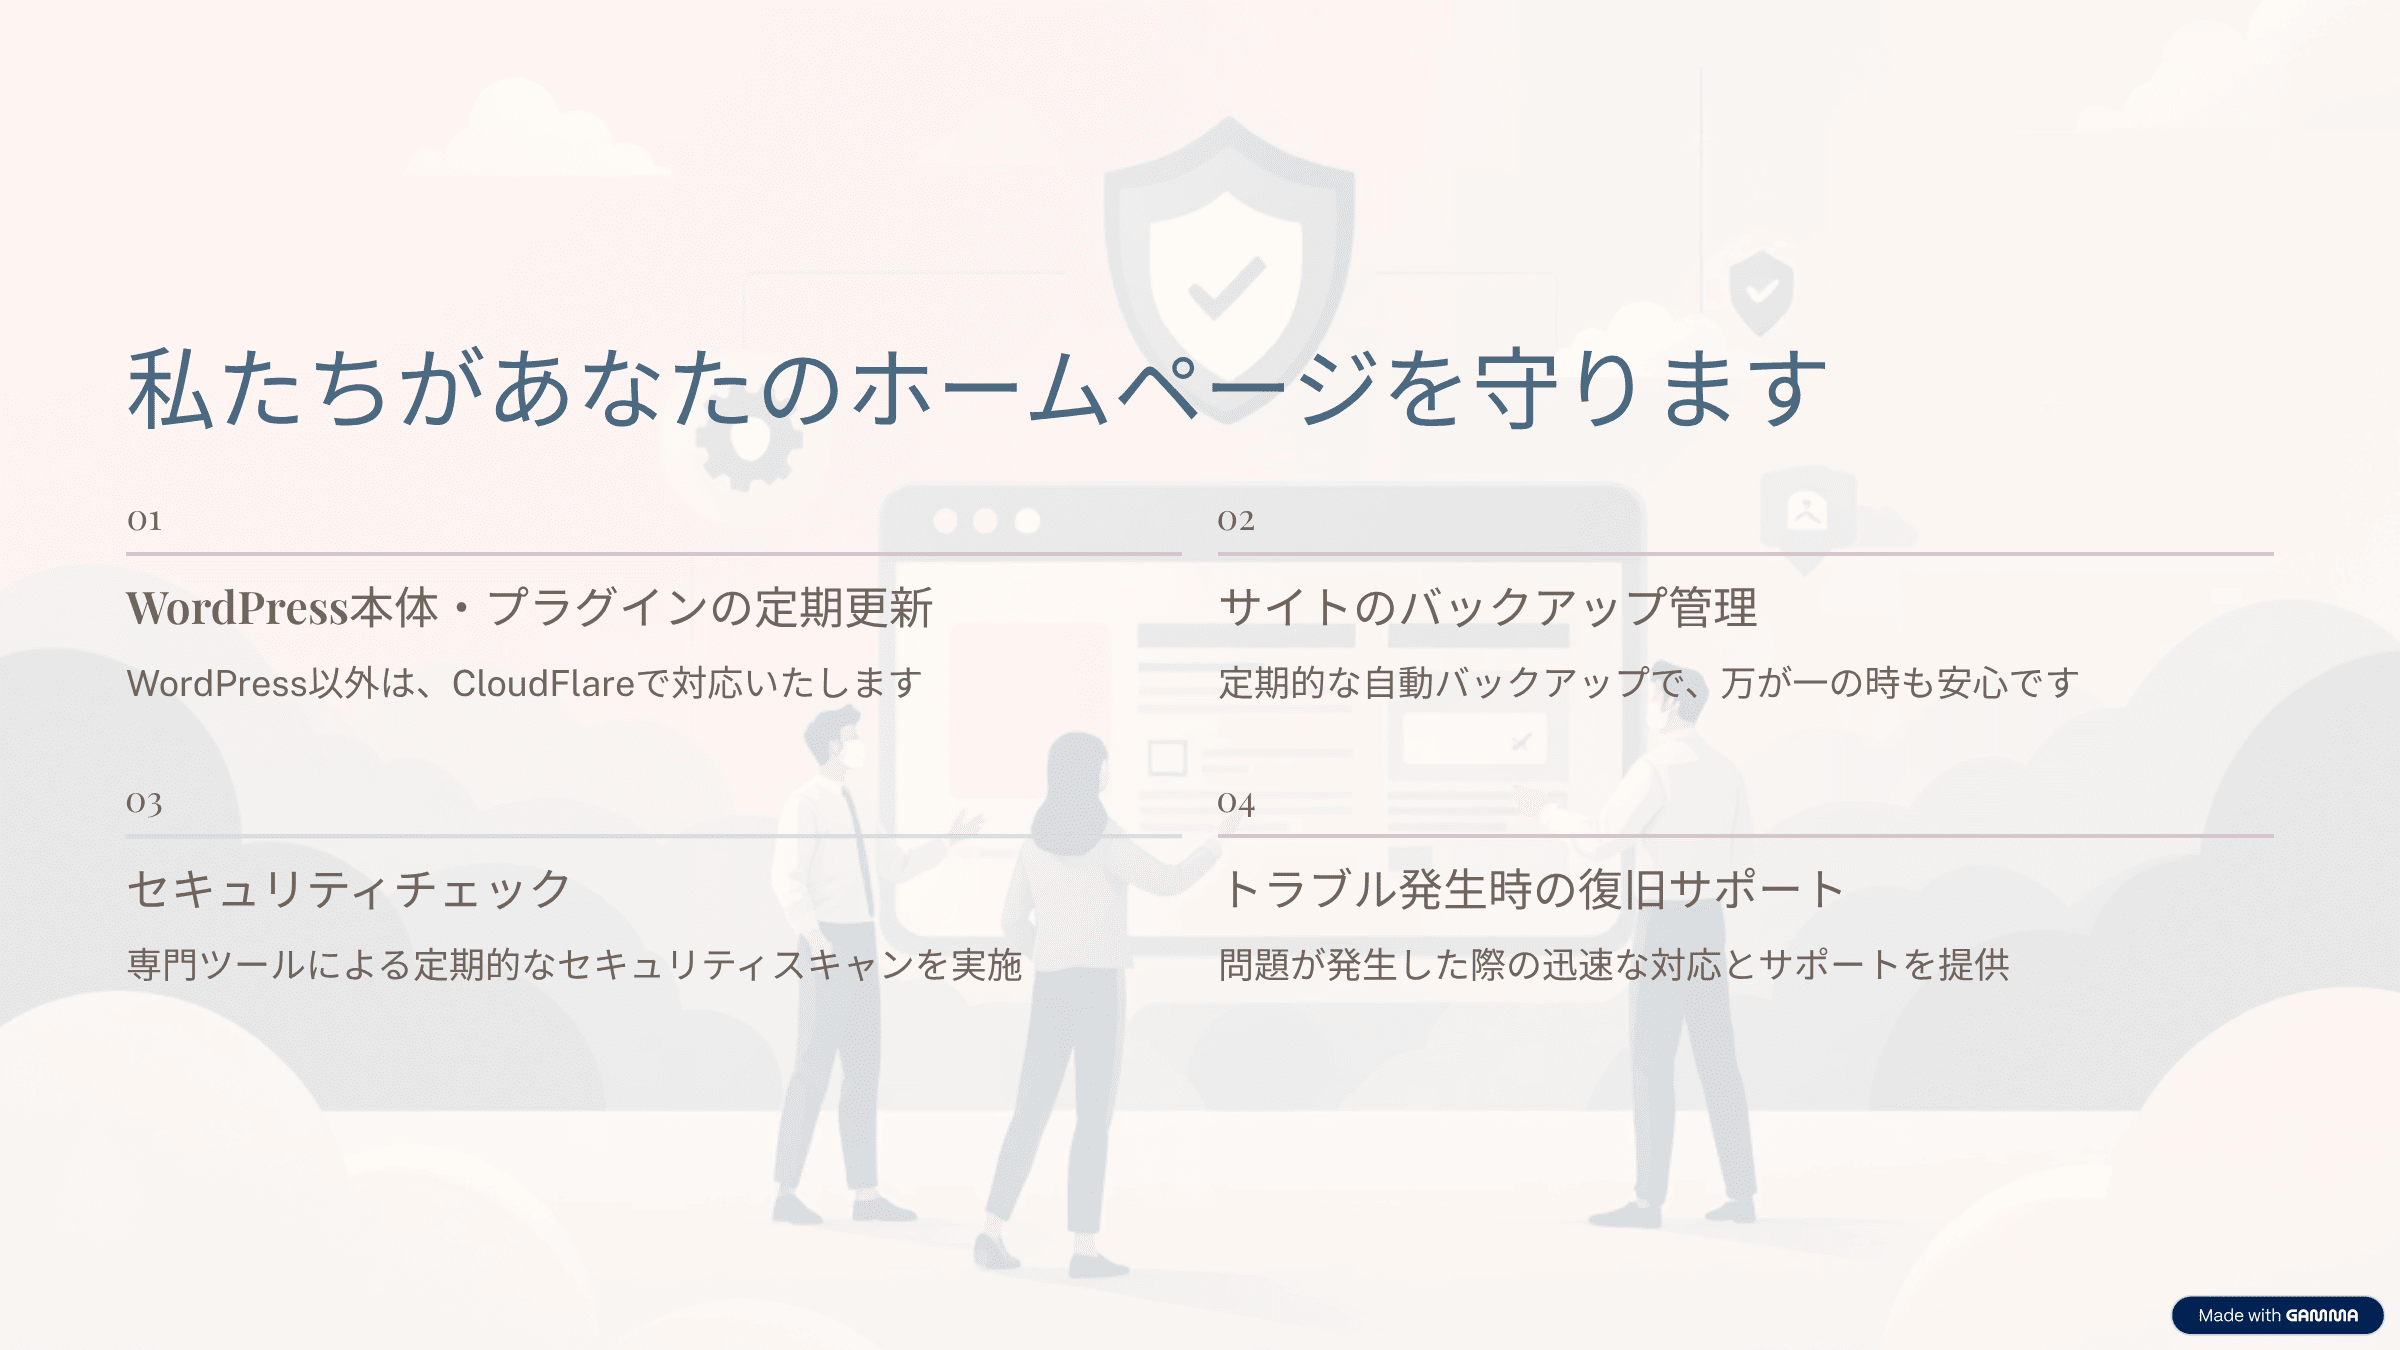 私たちがあなたのホームページを守ります
01
WordPress本体・プラグインの定期更新
WordPress以外は、CloudFlareで対応いたします
02
サイトのバックアップ管理
定期的な自動バックアップで、万が一の時も安心です
03
セキュリティチェック
専門ツールによる定期的なセキュリティスキャンを実施
04
トラブル発生時の復旧サポート
問題が発生した際の迅速な対応とサポートを提供
Made with GAMMA